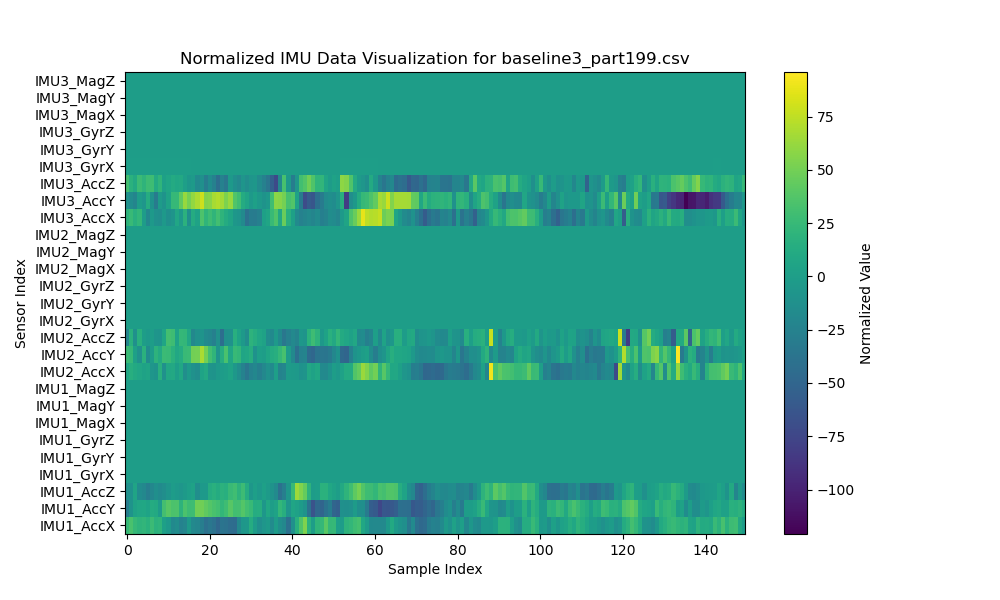 Normalized IMU Data Visualization for baseline3_part199.csv
IMU3_MagZ
IMU3_MagY
IMU3_MagX
IMU3_GyrZ
IMU3_GyrY
IMU3_GyrX
IMU3_AccZ
IMU3_AccY
IMU3_AccX
IMU2_MagZ
IMU2_MagY
IMU2_MagX
IMU2_GyrZ
IMU2_GyrY
IMU2_GyrX
IMU2_AccZ
IMU2_AccY
IMU2_AccX
IMU1_MagZ
IMU1_MagY
IMU1_MagX
IMU1_GyrZ
IMU1_GyrY
IMU1_GyrX
IMU1_AccZ
IMU1_AccY
IMU1_AccX
Sensor Index
0 20 40 60 80 100 120 140
Sample Index
75
50
25
0
−25
−50
−75
−100
Normalized Value